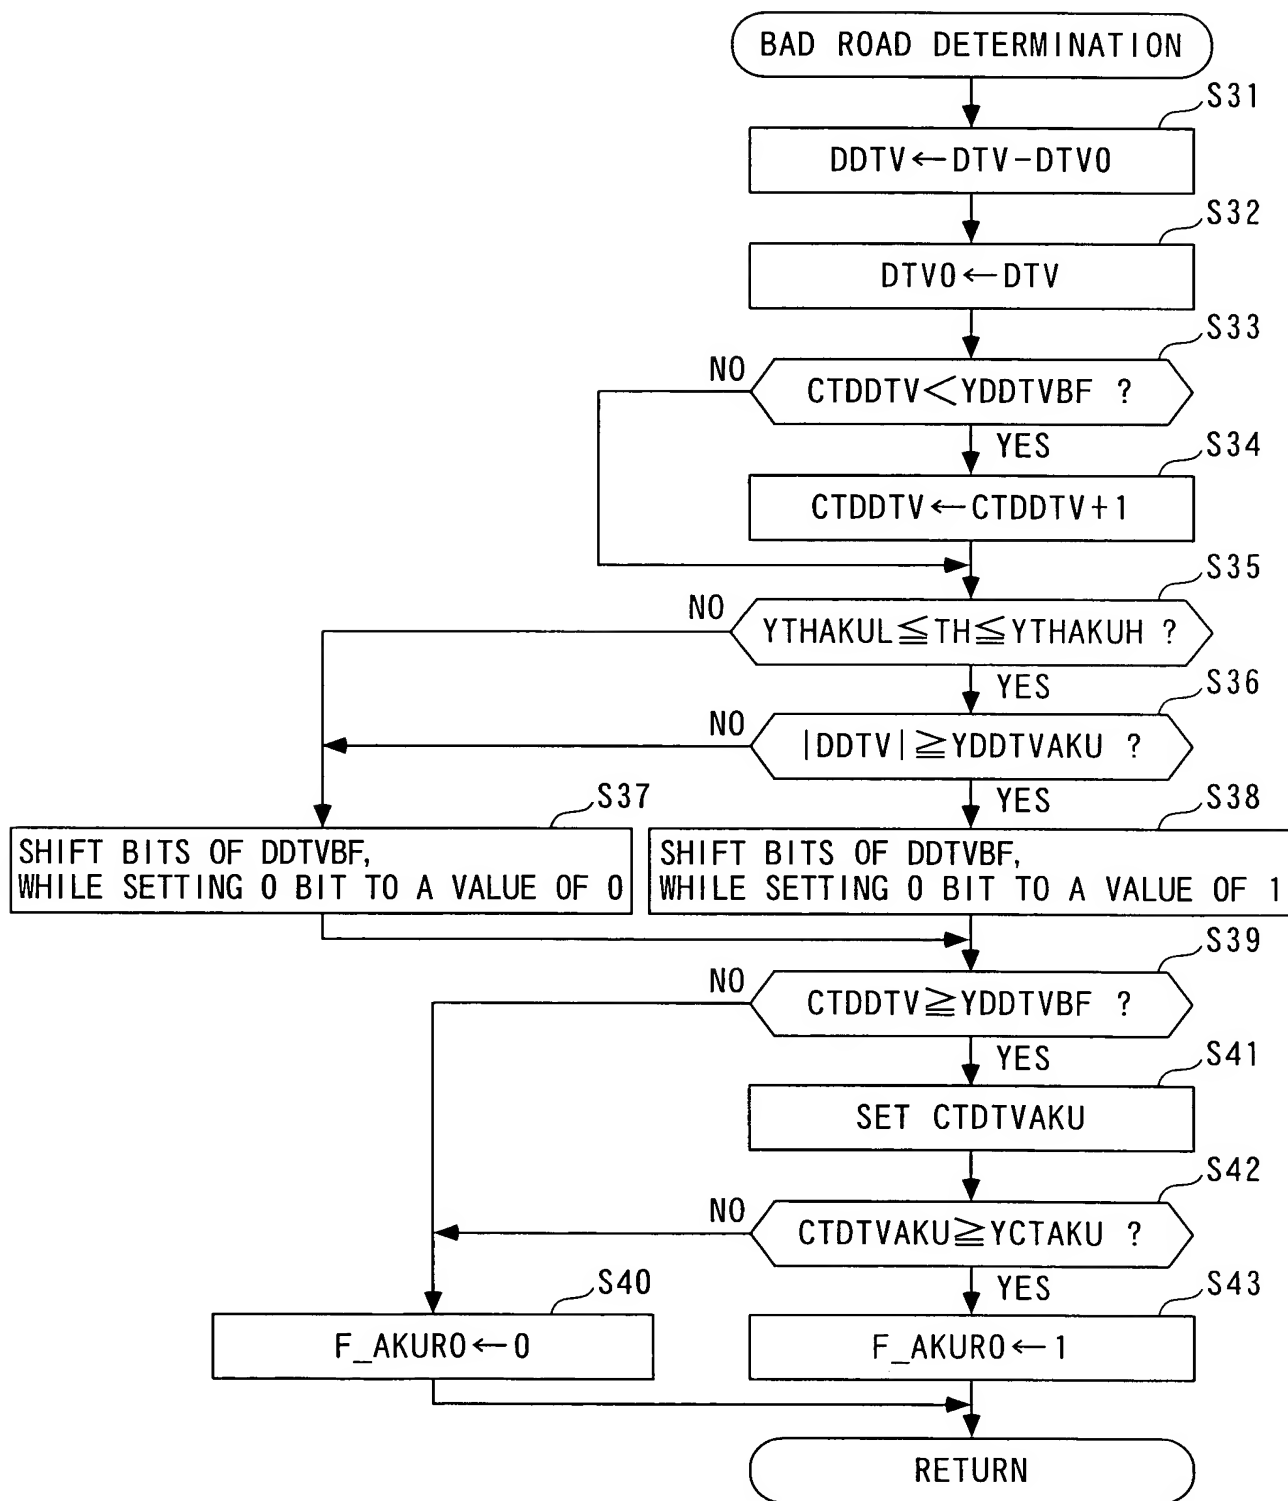 BAD ROAD DETERMINATION
S31
DDTV←DTV-DTV0
S32
DTV0←DTV
S33
NO
CTDDTV<YDDTVBF ?
YES
S34
CTDDTV←CTDDTV+1
S35
NO
YTHAKUL≦TH≦YTHAKUH ?
YES
S36
NO
|DDTV|≧YDDTVAKU ?
YES
S37
SHIFT BITS OF DDTVBF,
WHILE SETTING 0 BIT TO A VALUE OF 0
S38
SHIFT BITS OF DDTVBF,
WHILE SETTING 0 BIT TO A VALUE OF 1
S39
NO
CTDDTV≧YDDTVBF ?
YES
S41
SET CTDTVAKU
S42
NO
CTDTVAKU≧YCTAKU ?
YES
S40
F_AKURO←0
S43
F_AKURO←1
RETURN